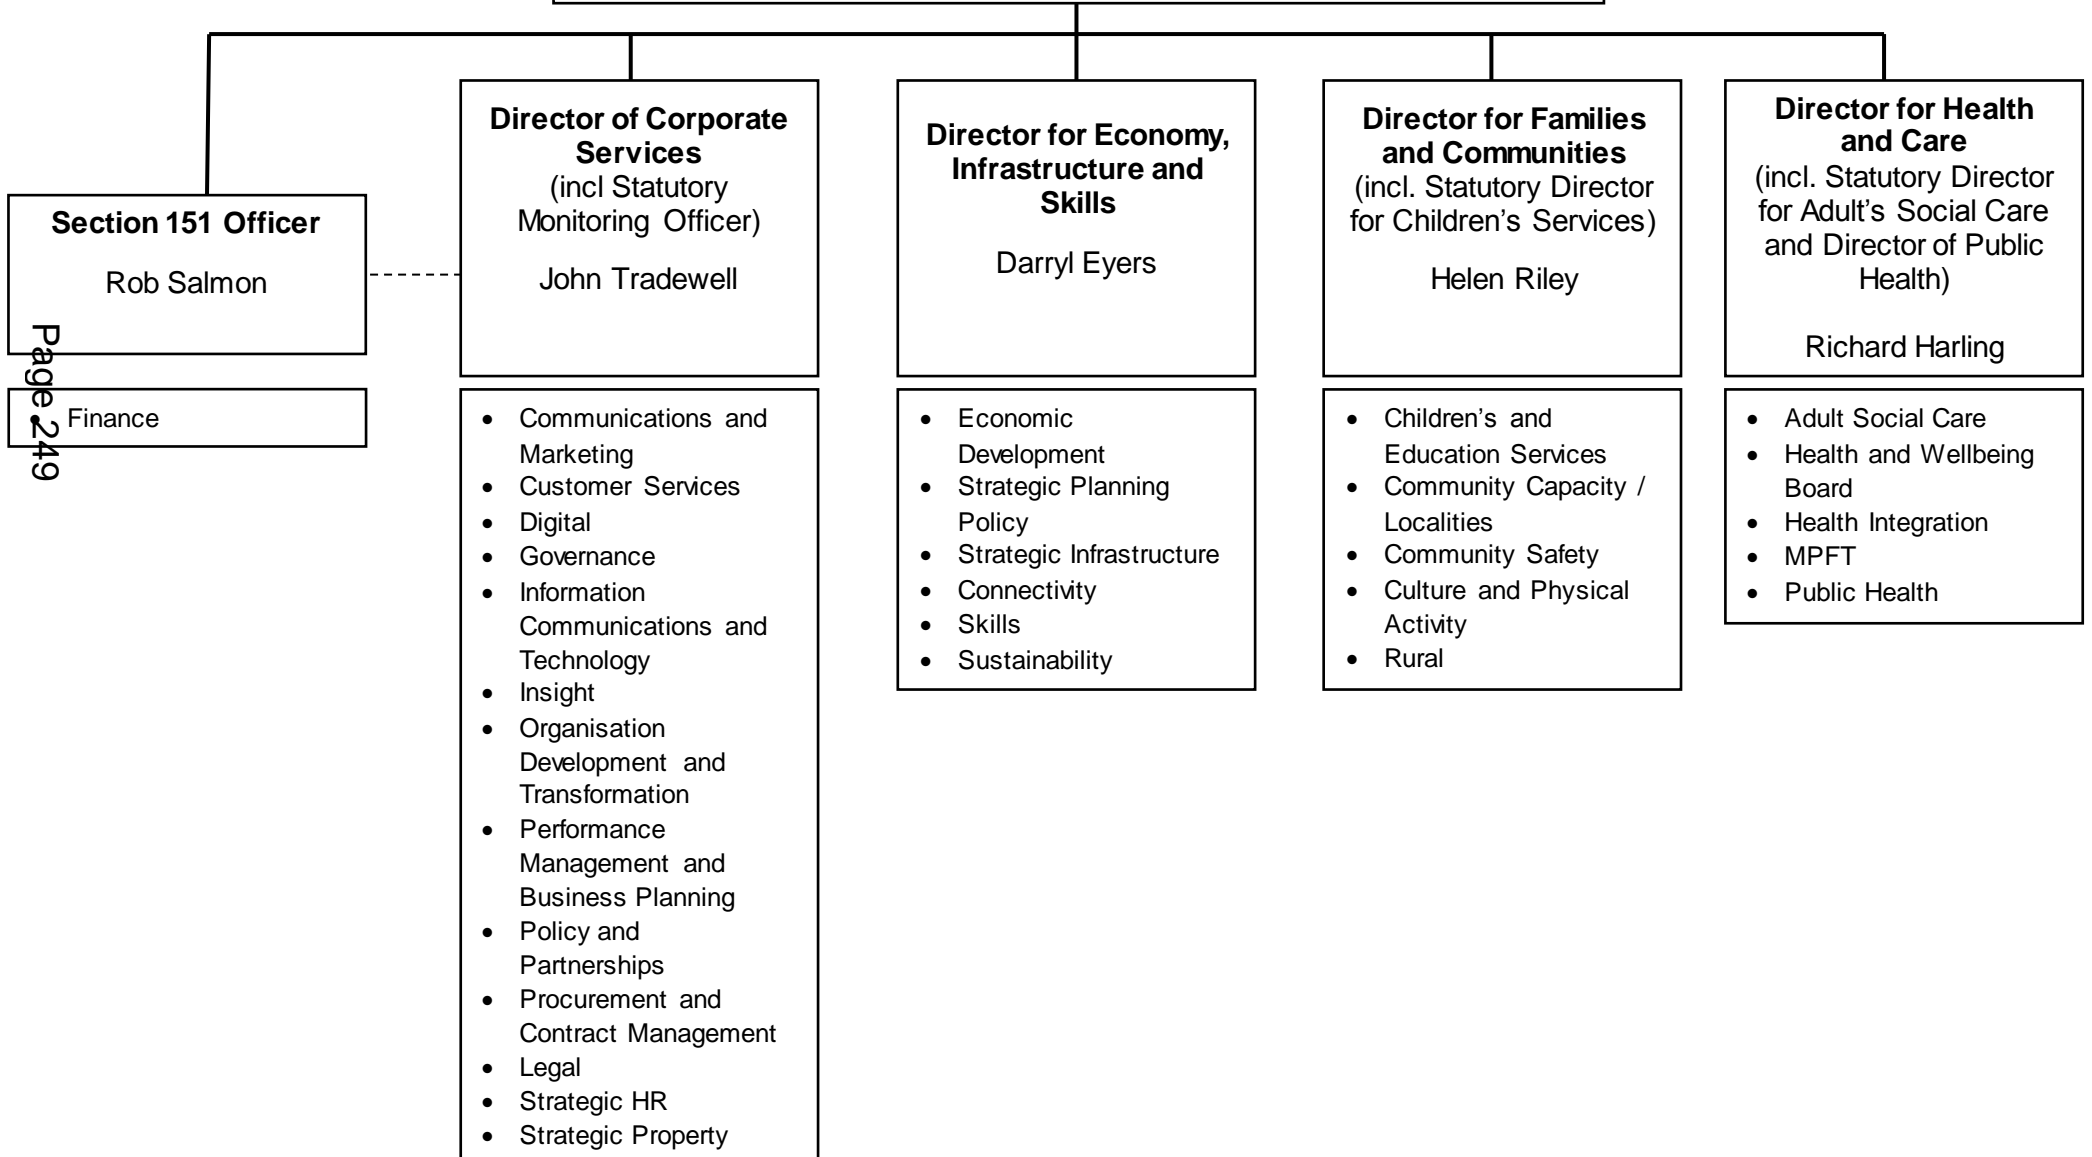 Section 151 Officer
Rob Salmon
Finance
Director of Corporate
Services
(incl Statutory
Monitoring Officer)
John Tradewell
Communications and
Marketing
Customer Services
Digital
Governance
Information
Communications and
Technology
Insight
Organisation
Development and
Transformation
Performance
Management and
Business Planning
Policy and
Partnerships
Procurement and
Contract Management
Legal
Strategic HR
Strategic Property
Director for Economy,
Infrastructure and
Skills
Darryl Eyers
Economic
Development
Strategic Planning
Policy
Strategic Infrastructure
Connectivity
Skills
Sustainability
Director for Families
and Communities
(incl. Statutory Director
for Children's Services)
Helen Riley
Children's and
Education Services
Community Capacity /
Localities
Community Safety
Culture and Physical
Activity
Rural
Director for Health
and Care
(incl. Statutory Director
for Adult's Social Care
and Director of Public
Health)
Richard Harling
Adult Social Care
Health and Wellbeing
Board
Health Integration
MPFT
Public Health
Page 249